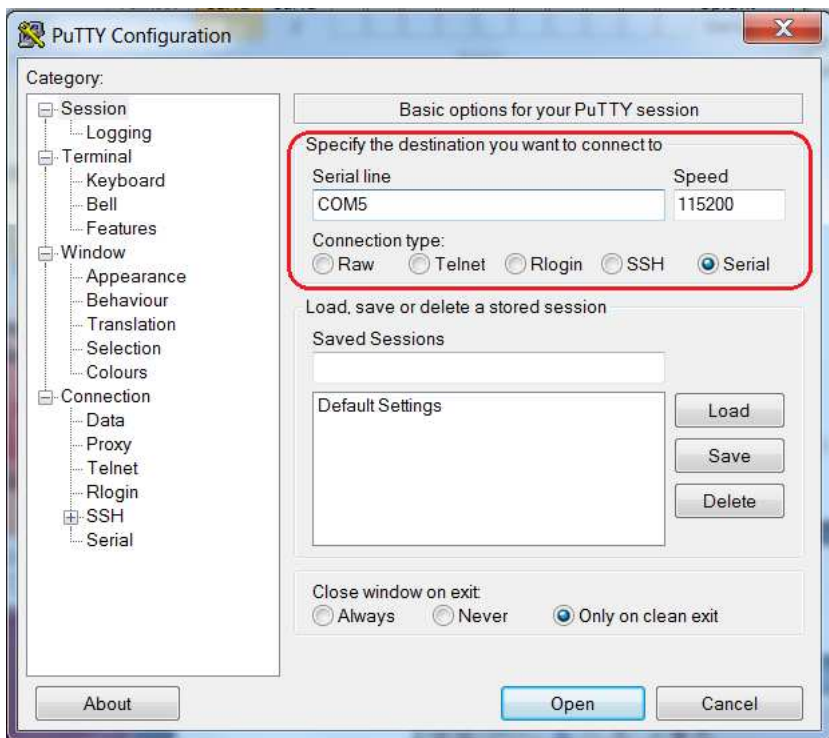 PuTTY Configuration
Category:
Session
Logging
Terminal
Keyboard
Bell
Features
Window
Appearance
Behaviour
Translation
Selection
Colours
Connection
Data
Proxy
Telnet
Rlogin
SSH
Serial
Basic options for your PuTTY session
Specify the destination you want to connect to
Serial line Speed
COM5 115200
Connection type:
Raw Telnet Rlogin SSH Serial
Load, save or delete a stored session
Saved Sessions
Default Settings
Load
Save
Delete
Close window on exit:
Always Never Only on clean exit
About Open Cancel